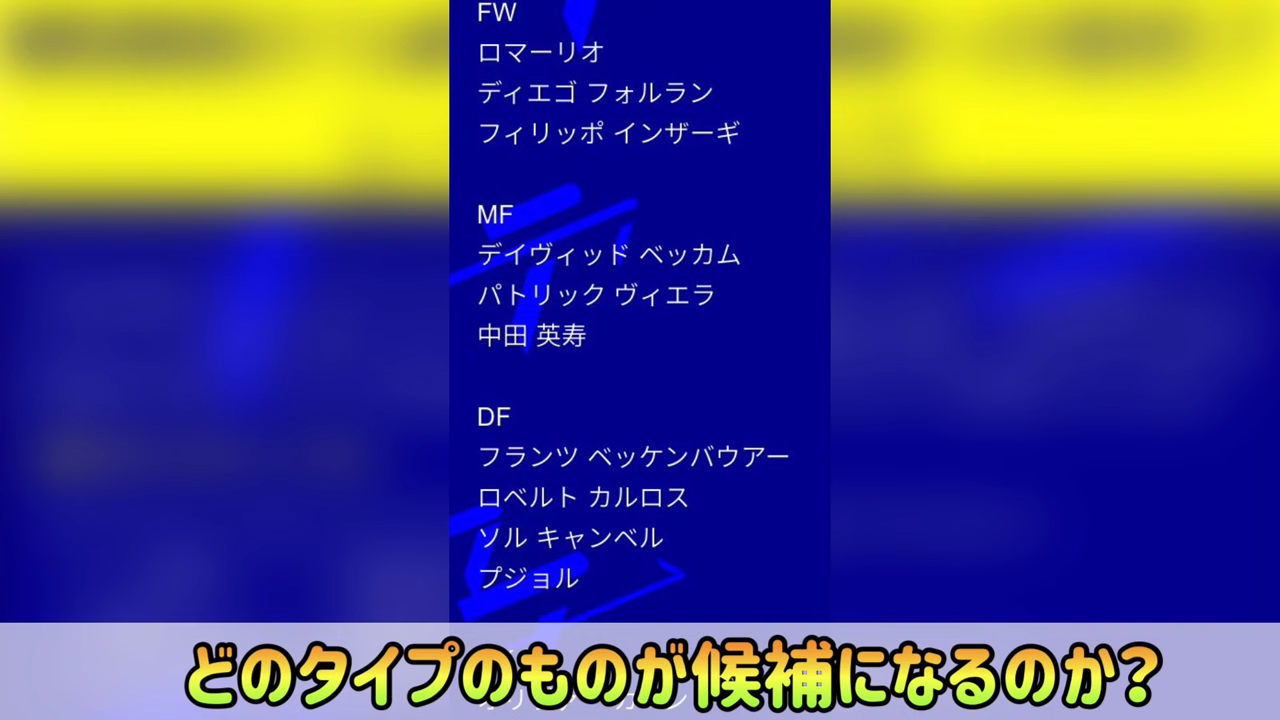 FW
ロマーリオ
ディエゴ フォルラン
フィリッポ インザーギ
MF
デイヴィッド ベッカム
パトリック ヴィエラ
中田 英寿
DF
フランツ ベッケンバウアー
ロベルト カルロス
ソル キャンベル
プジョル
どのタイプのものが候補になるのか?